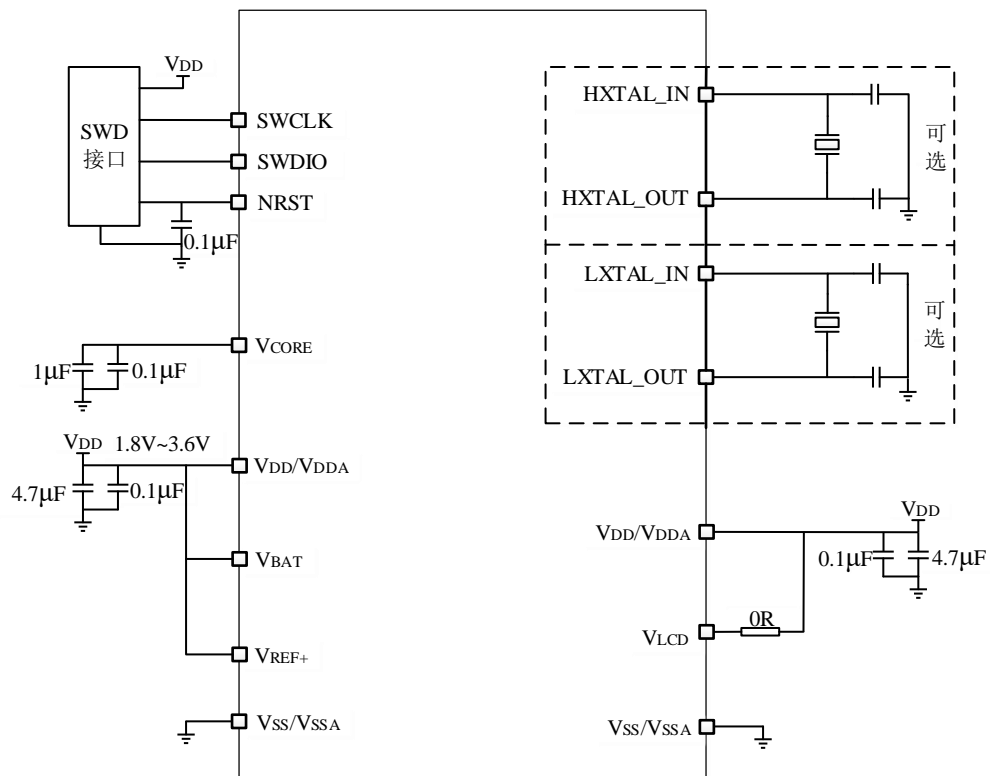 VDD
SWD
接口
SWCLK
SWDIO
NRST
0.1μF
VCORE
1μF
0.1μF
VDD
1.8V~3.6V
VDD/VDDA
4.7μF
0.1μF
VBAT
VREF+
VSS/VSSA
HXTAL_IN
可选
HXTAL_OUT
LXTAL_IN
可选
LXTAL_OUT
VDD
VDD/VDDA
0.1μF
4.7μF
0R
VLCD
VSS/VSSA